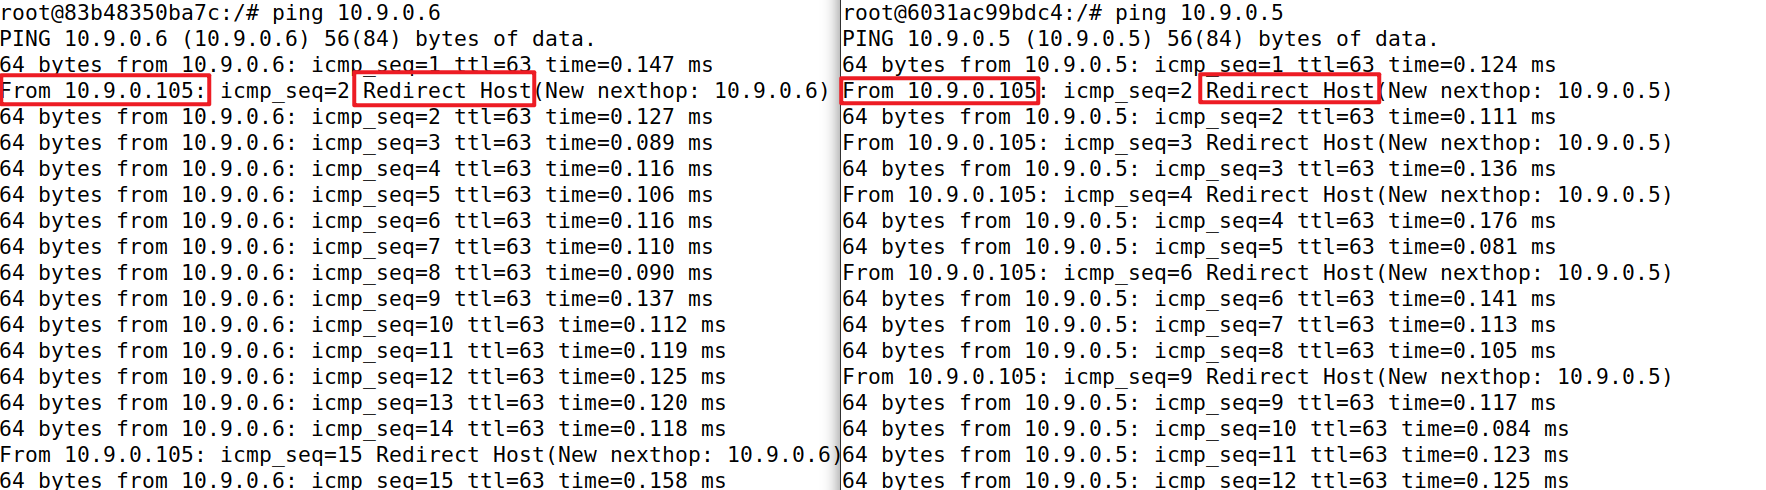 root@83b48350ba7c:/# ping 10.9.0.6
PING 10.9.0.6 (10.9.0.6) 56(84) bytes of data.
64 bytes from 10.9.0.6: icmp_seq=1 ttl=63 time=0.147 ms
From 10.9.0.105: icmp_seq=2 Redirect Host(New nexthop: 10.9.0.6)
64 bytes from 10.9.0.6: icmp_seq=2 ttl=63 time=0.127 ms
64 bytes from 10.9.0.6: icmp_seq=3 ttl=63 time=0.089 ms
64 bytes from 10.9.0.6: icmp_seq=4 ttl=63 time=0.116 ms
64 bytes from 10.9.0.6: icmp_seq=5 ttl=63 time=0.106 ms
64 bytes from 10.9.0.6: icmp_seq=6 ttl=63 time=0.116 ms
64 bytes from 10.9.0.6: icmp_seq=7 ttl=63 time=0.110 ms
64 bytes from 10.9.0.6: icmp_seq=8 ttl=63 time=0.090 ms
64 bytes from 10.9.0.6: icmp_seq=9 ttl=63 time=0.137 ms
64 bytes from 10.9.0.6: icmp_seq=10 ttl=63 time=0.112 ms
64 bytes from 10.9.0.6: icmp_seq=11 ttl=63 time=0.119 ms
64 bytes from 10.9.0.6: icmp_seq=12 ttl=63 time=0.125 ms
64 bytes from 10.9.0.6: icmp_seq=13 ttl=63 time=0.120 ms
64 bytes from 10.9.0.6: icmp_seq=14 ttl=63 time=0.118 ms
From 10.9.0.105: icmp_seq=15 Redirect Host(New nexthop: 10.9.0.6)
64 bytes from 10.9.0.6: icmp_seq=15 ttl=63 time=0.158 ms
root@6031ac99bdc4:/# ping 10.9.0.5
PING 10.9.0.5 (10.9.0.5) 56(84) bytes of data.
64 bytes from 10.9.0.5: icmp_seq=1 ttl=63 time=0.124 ms
From 10.9.0.105: icmp_seq=2 Redirect Host(New nexthop: 10.9.0.5)
64 bytes from 10.9.0.5: icmp_seq=2 ttl=63 time=0.111 ms
From 10.9.0.105: icmp_seq=3 Redirect Host(New nexthop: 10.9.0.5)
64 bytes from 10.9.0.5: icmp_seq=3 ttl=63 time=0.136 ms
From 10.9.0.105: icmp_seq=4 Redirect Host(New nexthop: 10.9.0.5)
64 bytes from 10.9.0.5: icmp_seq=4 ttl=63 time=0.176 ms
64 bytes from 10.9.0.5: icmp_seq=5 ttl=63 time=0.081 ms
From 10.9.0.105: icmp_seq=6 Redirect Host(New nexthop: 10.9.0.5)
64 bytes from 10.9.0.5: icmp_seq=6 ttl=63 time=0.141 ms
64 bytes from 10.9.0.5: icmp_seq=7 ttl=63 time=0.113 ms
64 bytes from 10.9.0.5: icmp_seq=8 ttl=63 time=0.105 ms
From 10.9.0.105: icmp_seq=9 Redirect Host(New nexthop: 10.9.0.5)
64 bytes from 10.9.0.5: icmp_seq=9 ttl=63 time=0.117 ms
64 bytes from 10.9.0.5: icmp_seq=10 ttl=63 time=0.084 ms
64 bytes from 10.9.0.5: icmp_seq=11 ttl=63 time=0.123 ms
64 bytes from 10.9.0.5: icmp_seq=12 ttl=63 time=0.125 ms